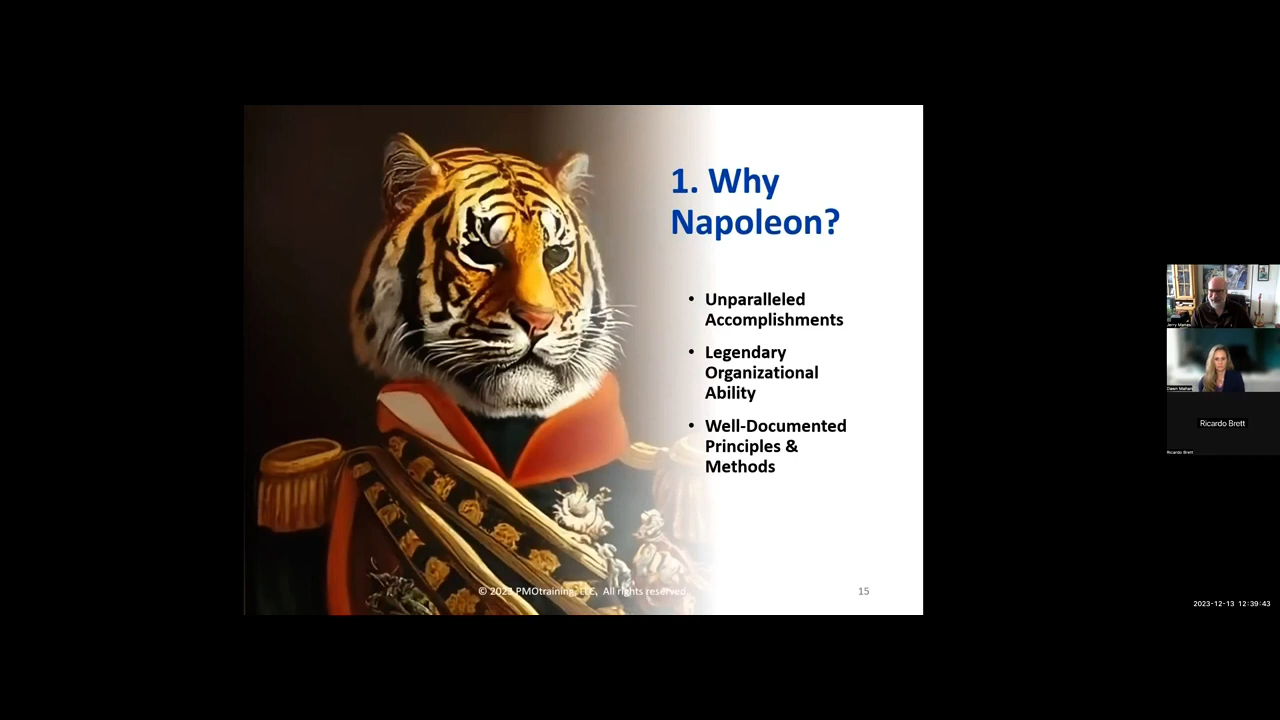 1. Why
Napoleon?
• Unparalleled
Accomplishments
• Legendary
Organizational
Ability
• Well-Documented
Principles &
Methods
© 2023 PMOtraining, LLC. All rights reserved.
15
Jerry Manas
Dawn Mahan
Ricardo Brett
Ricardo Brett
2023-12-13 12:39:43